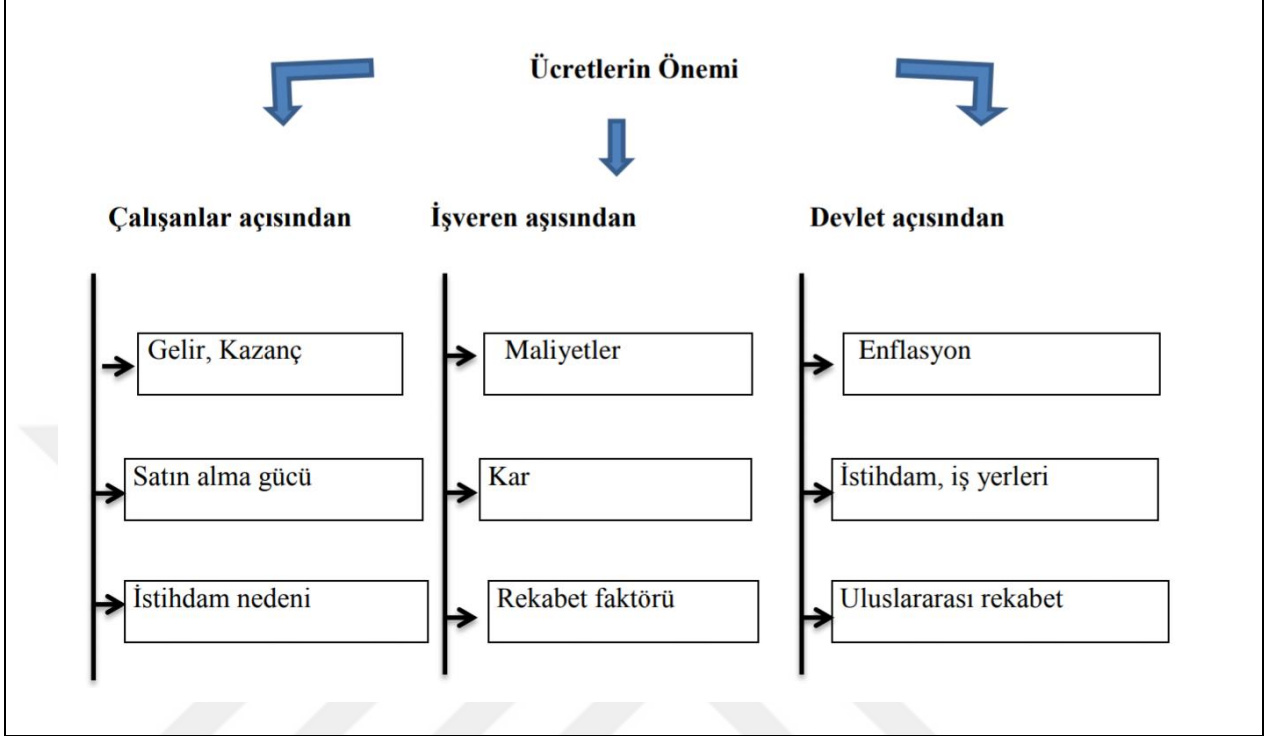 Ücretlerin Önemi
Çalışanlar açısından
İşveren aşısından
Devlet açısından
Gelir, Kazanç
Maliyetler
Enflasyon
Satın alma gücü
Kar
İstihdam, iş yerleri
İstihdam nedeni
Rekabet faktörü
Uluslararası rekabet